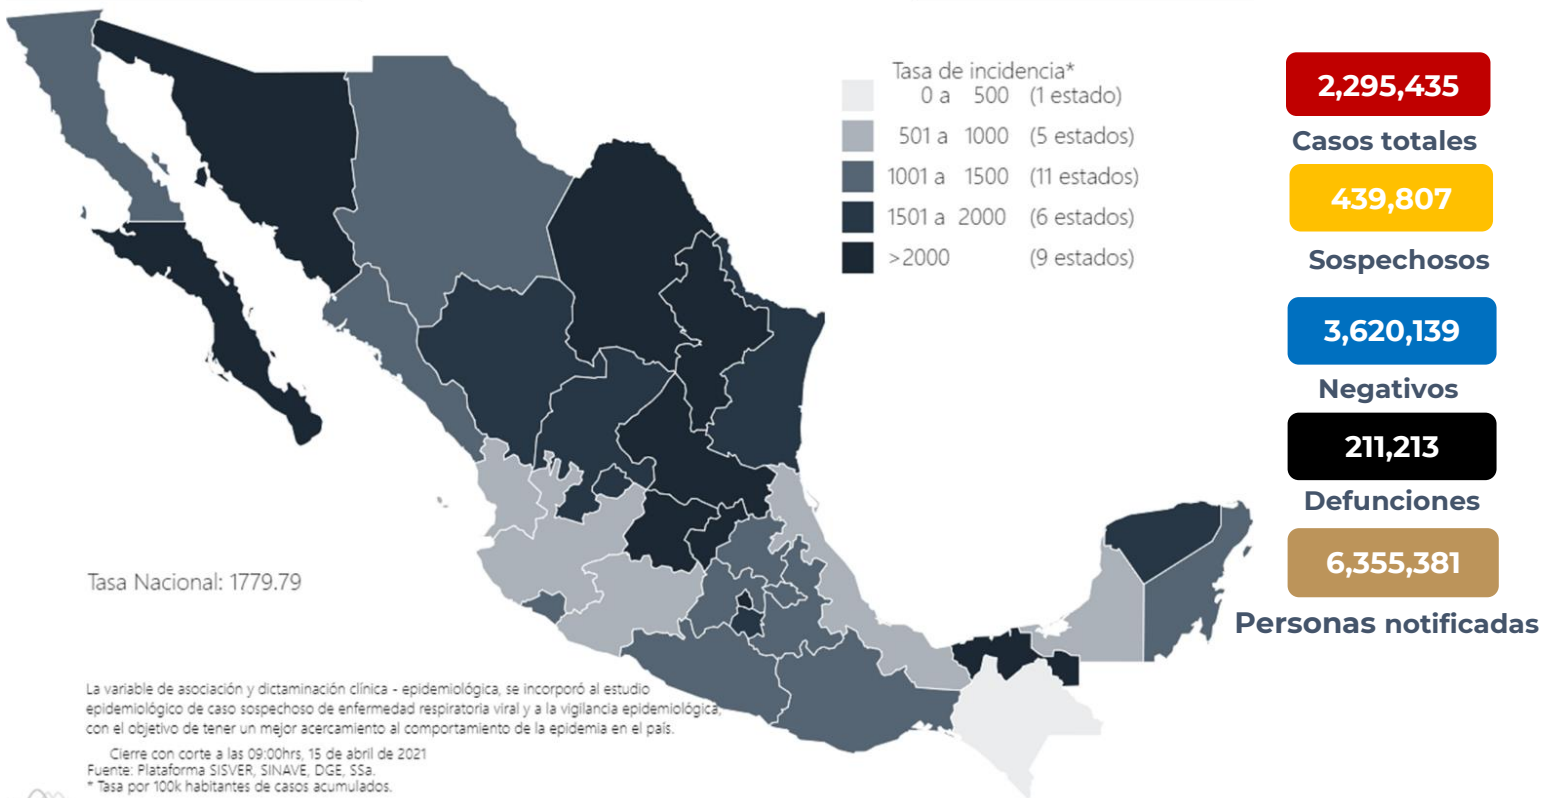 Tasa de incidencia*
0 a 500 (1 estado)
501 a 1000 (5 estados)
1001 a 1500 (11 estados)
1501 a 2000 (6 estados)
>2000 (9 estados)
2,295,435
Casos totales
439,807
Sospechosos
3,620,139
Negativos
211,213
Defunciones
6,355,381
Personas notificadas
Tasa Nacional: 1779.79
La variable de asociación y dictaminación clínica - epidemiológica, se incorporó al estudio
epidemiológico de caso sospechoso de enfermedad respiratoria viral y a la vigilancia epidemiológica,
con el objetivo de tener un mejor acercamiento al comportamiento de la epidemia en el país.
Cierre con corte a las 09:00hrs, 15 de abril de 2021
Fuente: Plataforma SISVER, SINAVE, DGE, SSa.
* Tasa por 100k habitantes de casos acumulados.